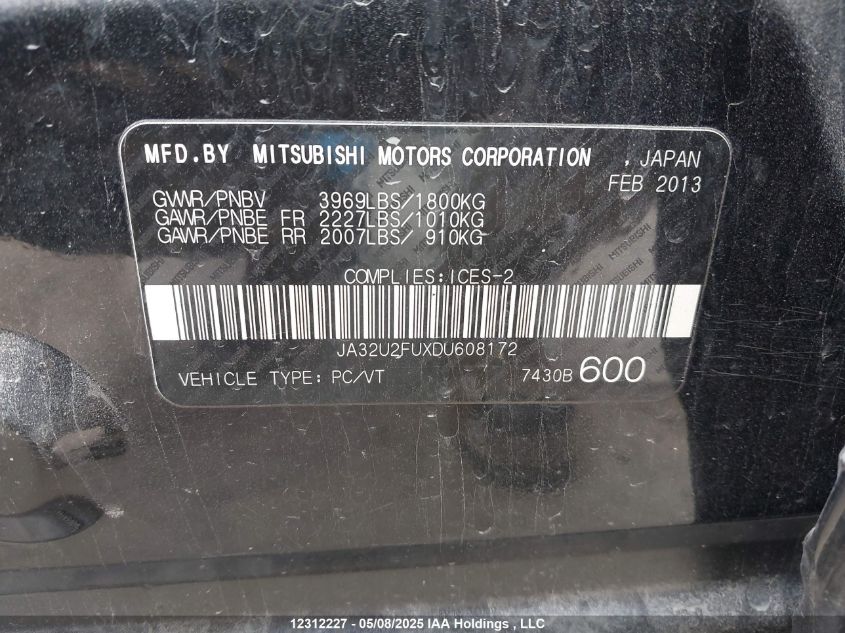 MFD.BY MITSUBISHI MOTORS CORPORATION , JAPAN
FEB 2013
GVWR/PNBV 3969LBS/1800KG
GAWR/PNBE FR 2227LBS/1010KG
GAWR/PNBE RR 2007LBS/ 910KG
COMPLIES:ICES-2
JA32U2FUXDU608172
VEHICLE TYPE: PC/VT 7430B 600
12312227 - 05/08/2025 IAA Holdings , LLC